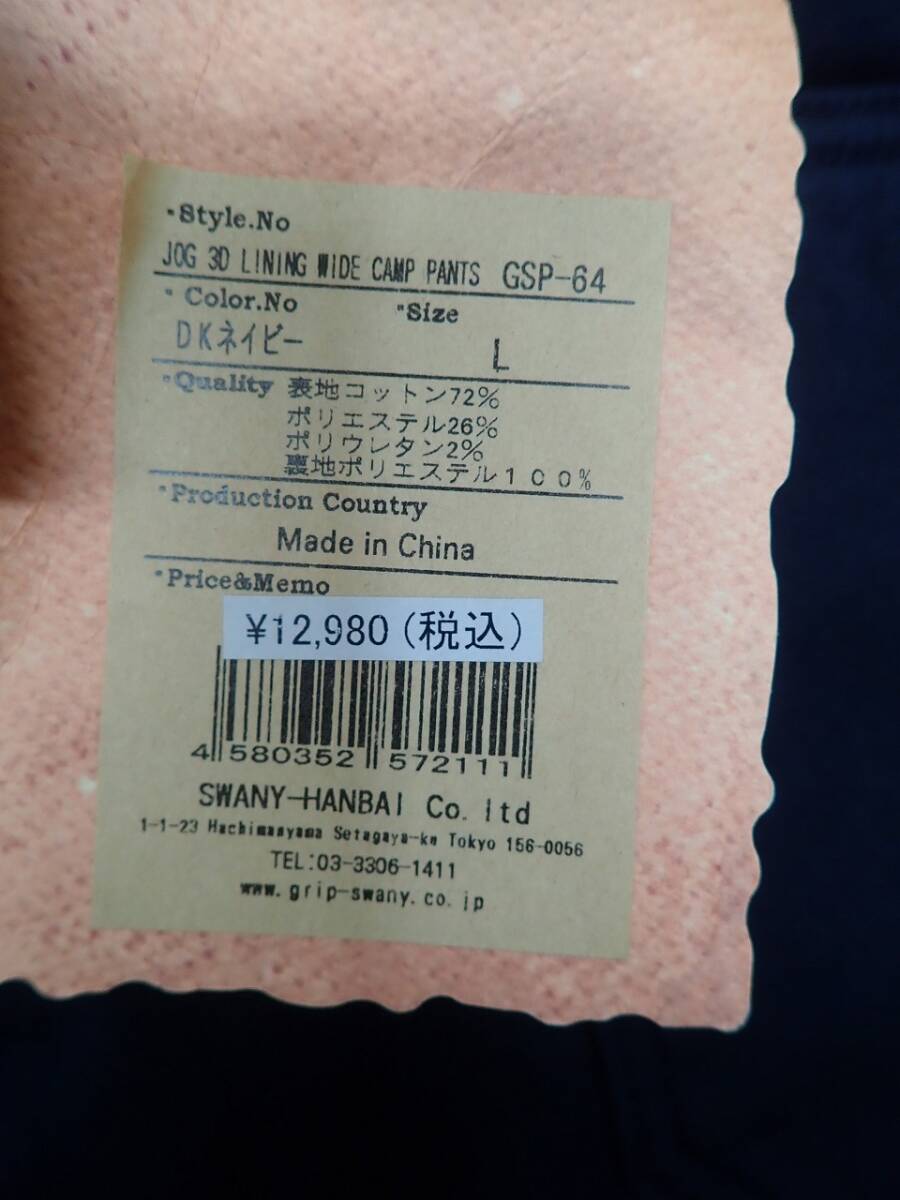 •Style.No
JOG 3D LINING WIDE CAMP PANTS GSP-64
•Color.No •Size
DKネイビー L
•Quality 表地コットン72%
ポリエステル26%
ポリウレタン2%
裏地ポリエステル100%
•Production Country
Made in China
•Price&Memo
¥12,980(税込)
4 580352 572111
SWANY-HANBAI Co. ltd
1-1-23 Hachimanyama Setagaya-ku Tokyo 156-0056
TEL:03-3306-1411
www.grip-swany.co.jp